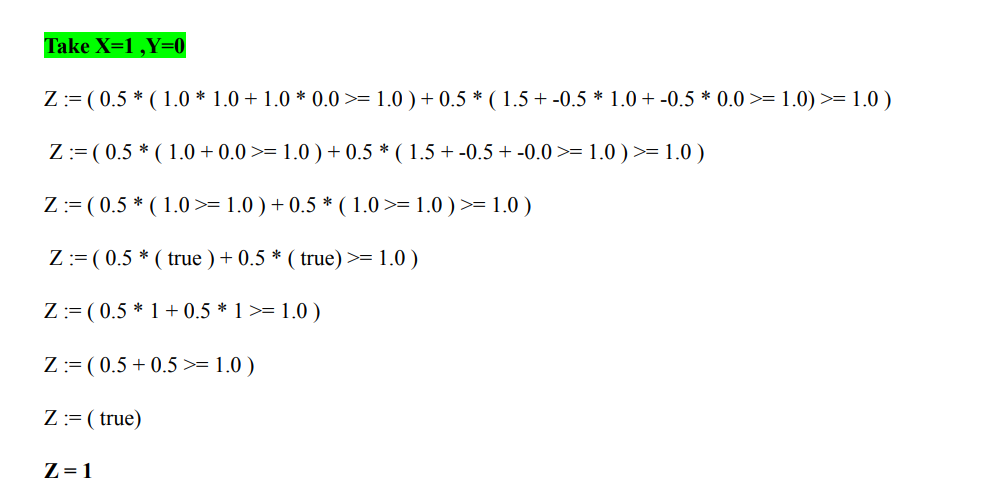 Take X=1 ,Y=0
Z := ( 0.5 * ( 1.0 * 1.0 + 1.0 * 0.0 >= 1.0 ) + 0.5 * ( 1.5 + -0.5 * 1.0 + -0.5 * 0.0 >= 1.0) >= 1.0 )
Z := ( 0.5 * ( 1.0 + 0.0 >= 1.0 ) + 0.5 * ( 1.5 + -0.5 + -0.0 >= 1.0 ) >= 1.0 )
Z := ( 0.5 * ( 1.0 >= 1.0 ) + 0.5 * ( 1.0 >= 1.0 ) >= 1.0 )
Z := ( 0.5 * ( true ) + 0.5 * ( true) >= 1.0 )
Z := ( 0.5 * 1 + 0.5 * 1 >= 1.0 )
Z := ( 0.5 + 0.5 >= 1.0 )
Z := ( true)
Z = 1